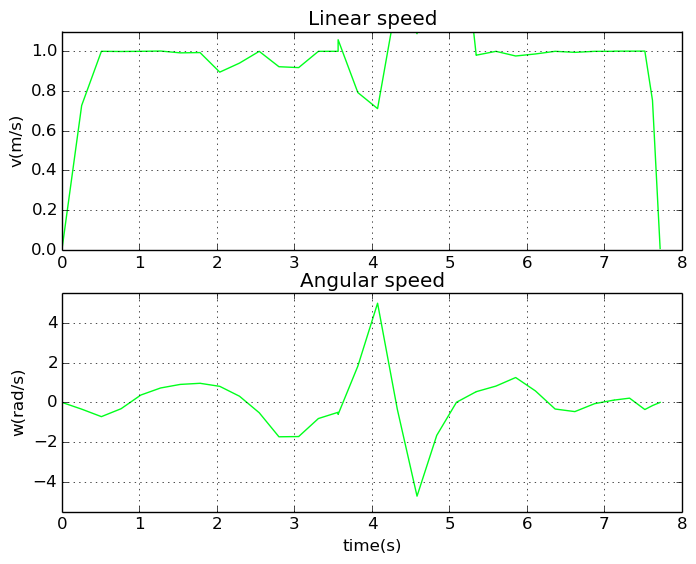 Linear speed
1.0
0.8
0.6
0.4
0.2
0.0
v(m/s)
0 1 2 3 4 5 6 7 8
Angular speed
4
2
0
−2
−4
w(rad/s)
0 1 2 3 4 5 6 7 8
time(s)